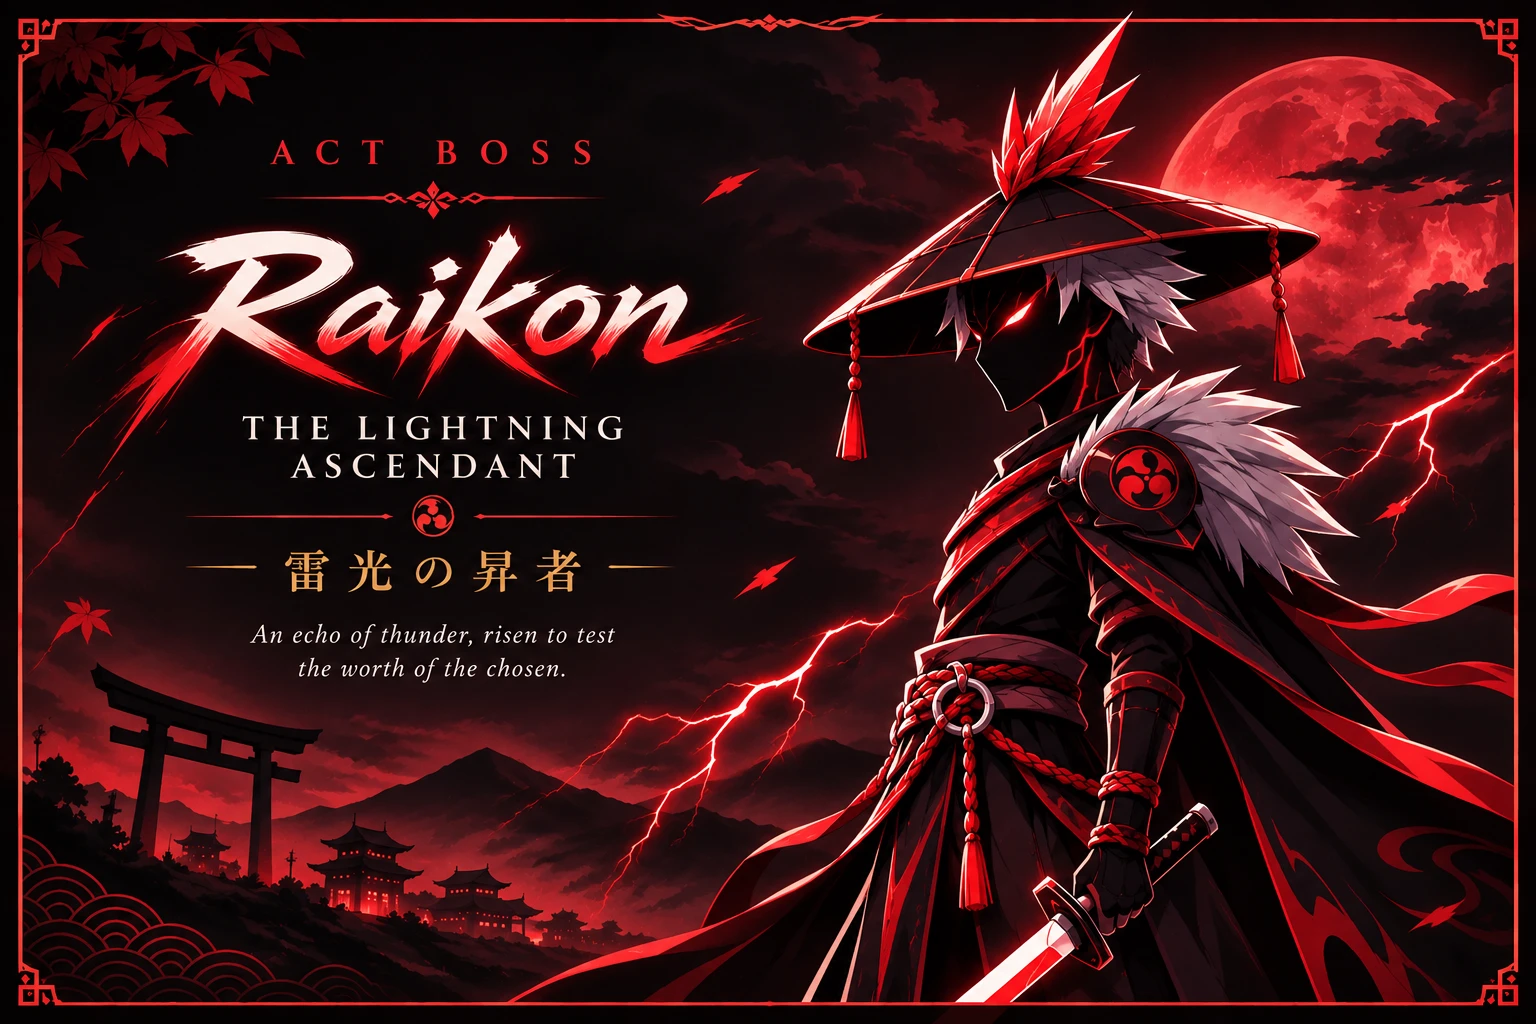 ACT BOSS
Raikon
THE LIGHTNING
ASCENDANT
雷光の昇者
An echo of thunder, risen to test
the worth of the chosen.